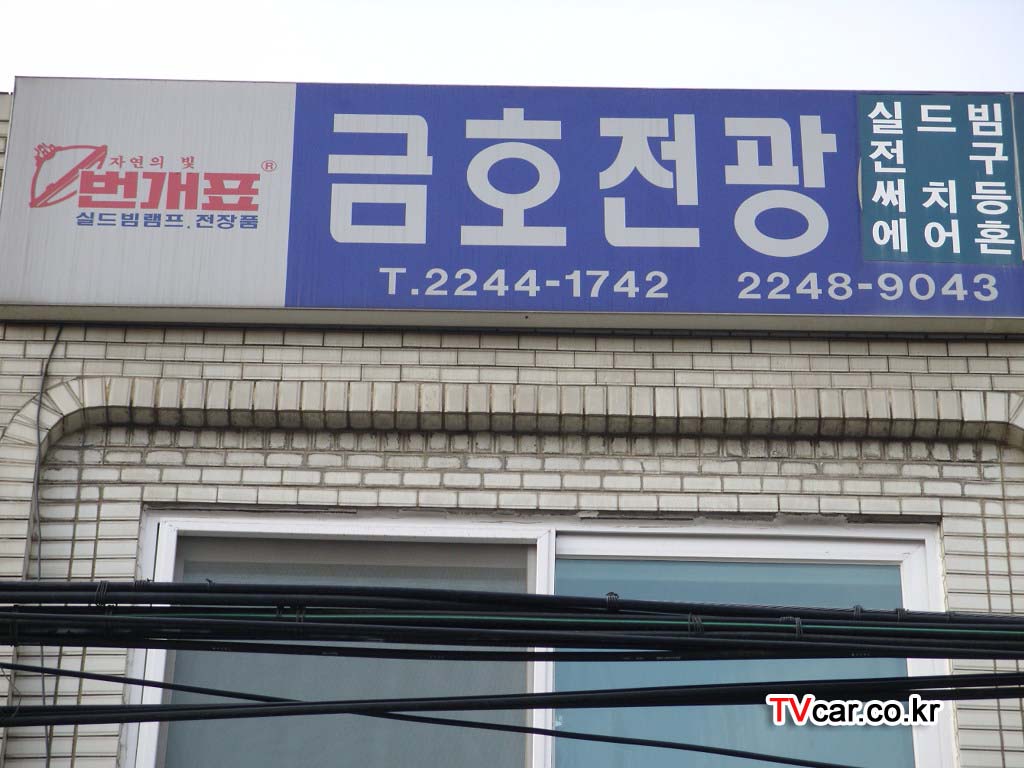 자연의 빛 ®
번개표
실드빔램프.전장품
금호전광
T.2244-1742 2248-9043
실드빔
전구
써치등
에어혼
TVcar.co.kr